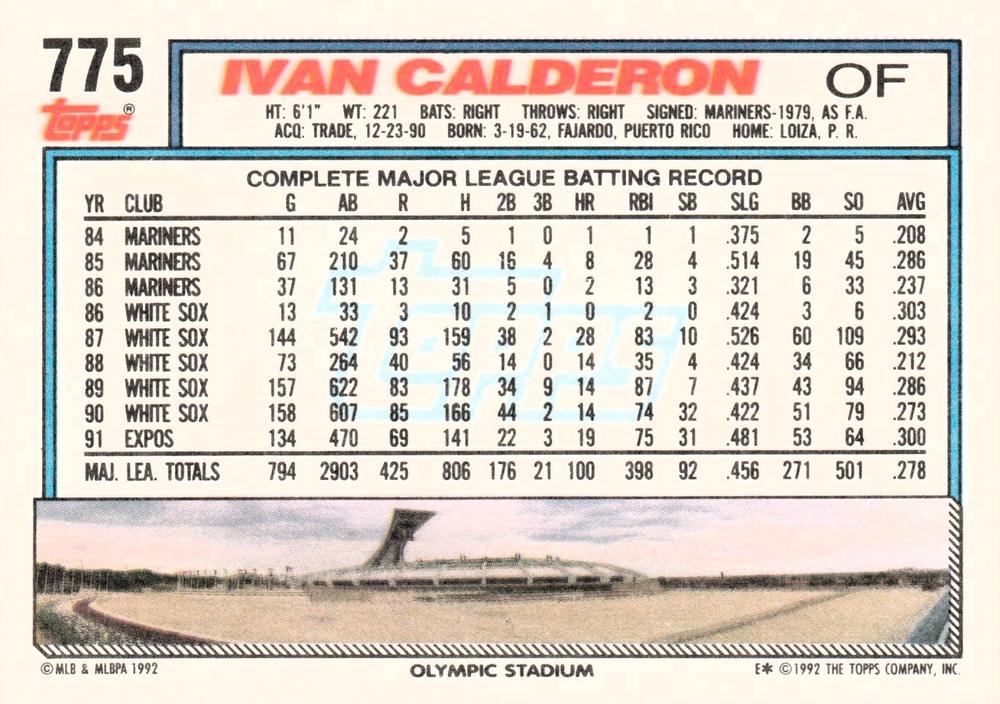 775
Topps®
IVAN CALDERON OF
HT: 6'1" WT: 221 BATS: RIGHT THROWS: RIGHT SIGNED: MARINERS-1979, AS F.A.
ACQ: TRADE, 12-23-90 BORN: 3-19-62, FAJARDO, PUERTO RICO HOME: LOIZA, P. R.
COMPLETE MAJOR LEAGUE BATTING RECORD
YR CLUB G AB R H 2B 3B HR RBI SB SLG BB SO AVG
84 MARINERS 11 24 2 5 1 0 1 1 1 .375 2 5 .208
85 MARINERS 67 210 37 60 16 4 8 28 4 .514 19 45 .286
86 MARINERS 37 131 13 31 5 0 2 13 3 .321 6 33 .237
86 WHITE SOX 13 33 3 10 2 1 0 2 0 .424 3 6 .303
87 WHITE SOX 144 542 93 159 38 2 28 83 10 .526 60 109 .293
88 WHITE SOX 73 264 40 56 14 0 14 35 4 .424 34 66 .212
89 WHITE SOX 157 622 83 178 34 9 14 87 7 .437 43 94 .286
90 WHITE SOX 158 607 85 166 44 2 14 74 32 .422 51 79 .273
91 EXPOS 134 470 69 141 22 3 19 75 31 .481 53 64 .300
MAJ. LEA. TOTALS 794 2903 425 806 176 21 100 398 92 .456 271 501 .278
Topps
©MLB & MLBPA 1992 OLYMPIC STADIUM E* ©1992 THE TOPPS COMPANY, INC.